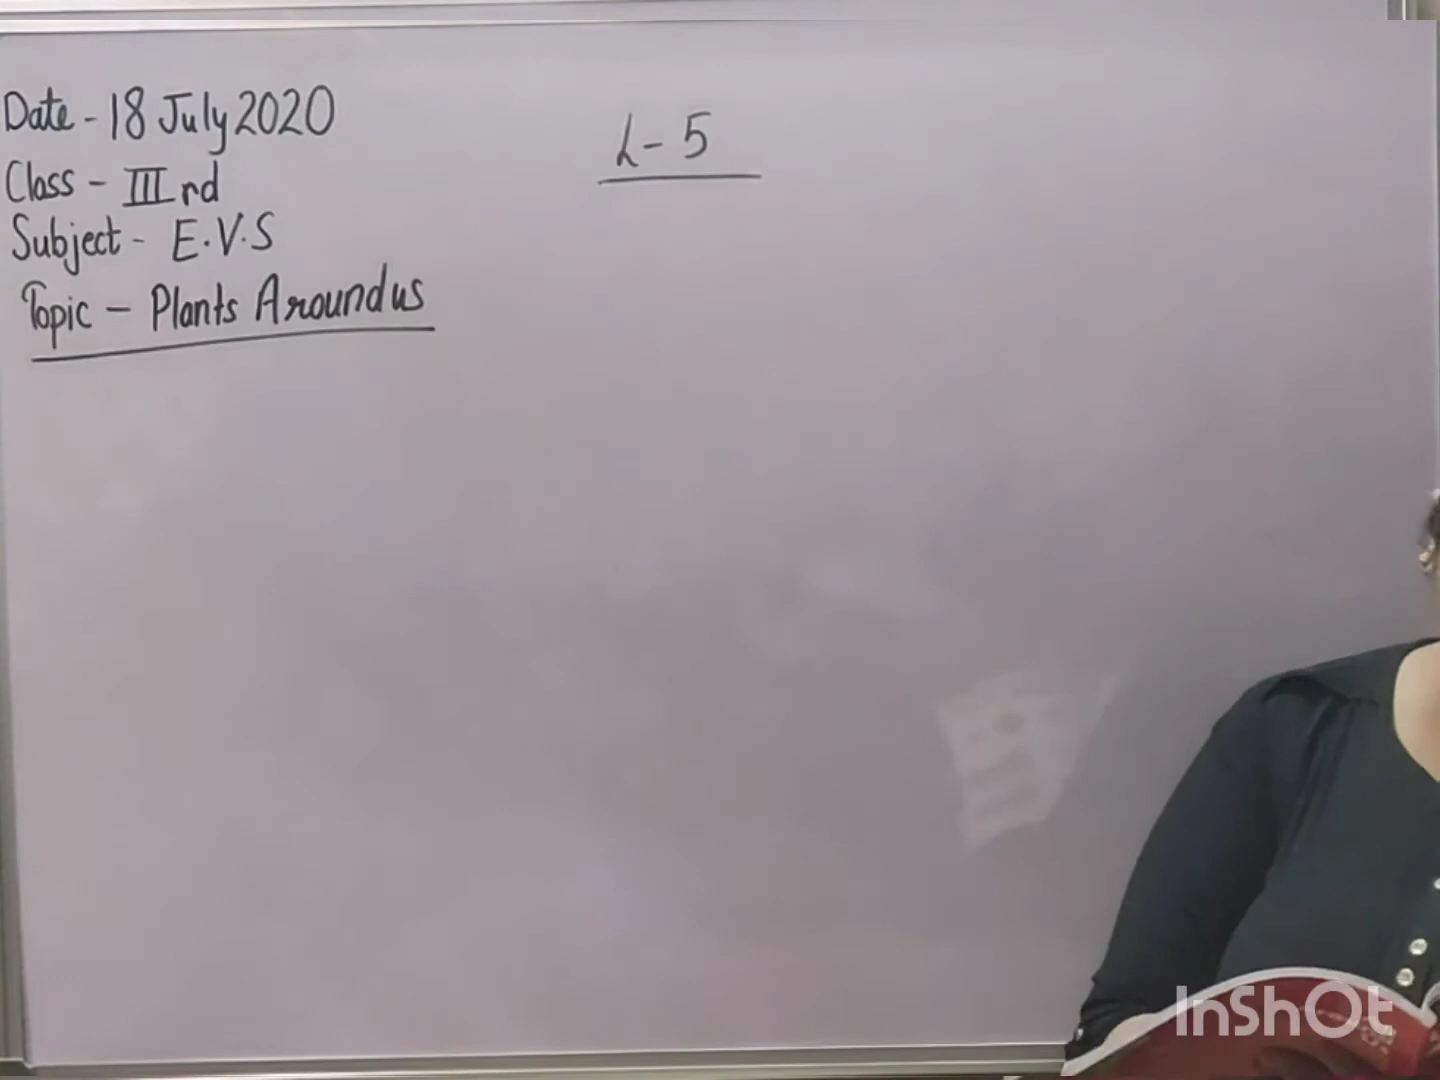 Date - 18 July 2020
Class - III rd
Subject - E.V.S
Topic - Plants Around us
L - 5
InShOt